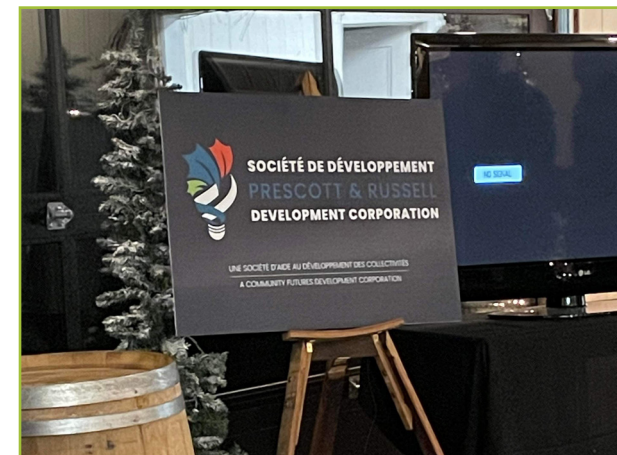 SOCIÉTÉ DE DÉVELOPPEMENT
PRESCOTT & RUSSELL
DEVELOPMENT CORPORATION
UNE SOCIÉTÉ D'AIDE AU DÉVELOPPEMENT DES COLLECTIVITÉS
A COMMUNITY FUTURES DEVELOPMENT CORPORATION
NO SIGNAL
LG